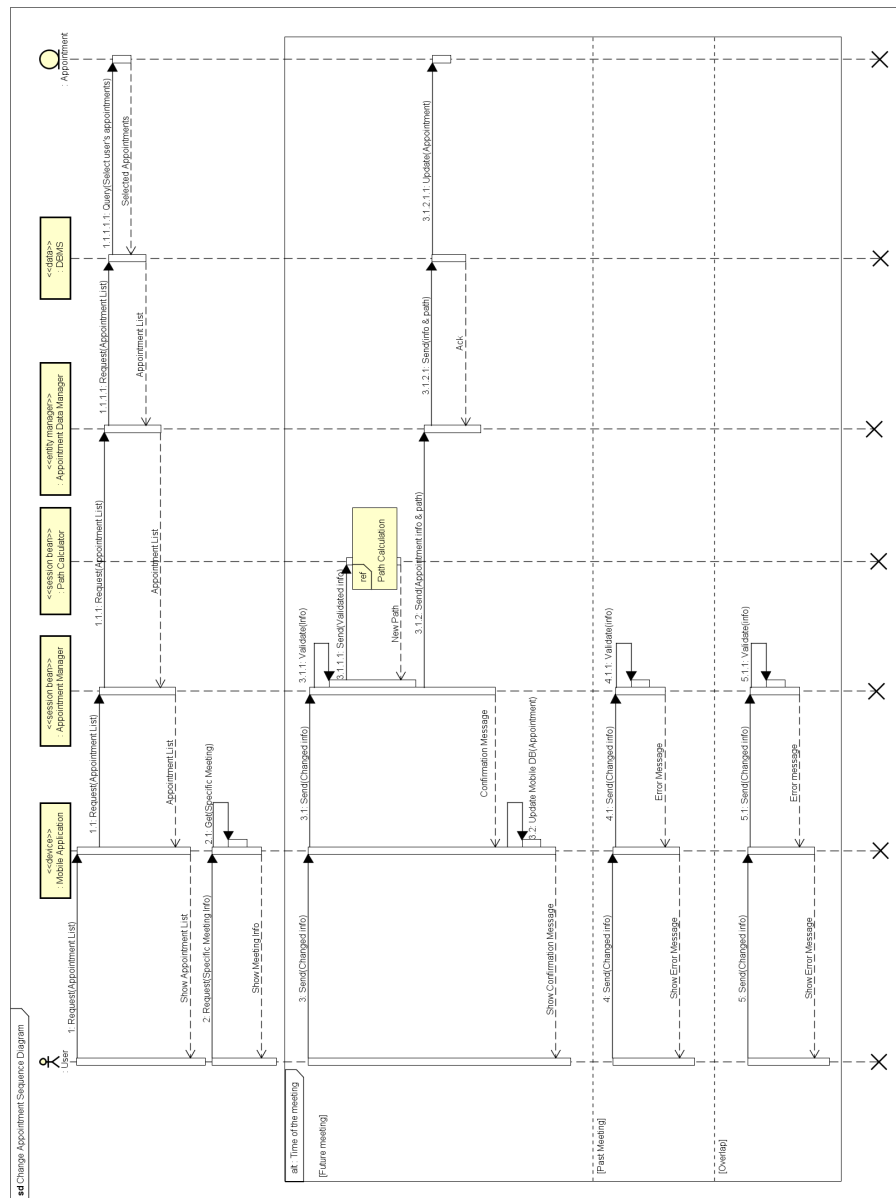 sd Change Appointment Sequence Diagram
: User
<<device>>
: Mobile Application
<<session bean>>
: Appointment Manager
<<session bean>>
: Path Calculator
<<entity manager>>
: Appointment Data Manager
<<data>>
: DBMS
: Appointment
1: Request(Appointment List)
1.1: Request(Appointment List)
1.1.1: Request(Appointment List)
1.1.1.1: Request(Appointment List)
1.1.1.1.1: Query(Select user's appointments)
Selected Appointments
Appointment List
Appointment List
Appointment List
Show Appointment List
2: Request(Specific Meeting Info)
2.1: Get(Specific Meeting)
Show Meeting Info
alt : Time of the meeting
[Future meeting]
3: Send(Changed info)
3.1: Send(Changed info)
3.1.1: Validate(Info)
3.1.1.1: Send(Validated info)
ref
Path Calculation
New Path
3.1.2: Send(Appointment info & path)
3.1.2.1: Send(info & path)
3.1.2.1.1: Update(Appointment)
Ack
Confirmation Message
3.2: Update Mobile DB(Appointment)
Show Confirmation Message
[Past Meeting]
4: Send(Changed info)
4.1: Send(Changed info)
4.1.1: Validate(info)
Error Message
Show Error Message
[Overlap]
5: Send(Changed info)
5.1: Send(Changed info)
5.1.1: Validate(info)
Error message
Show Error Message